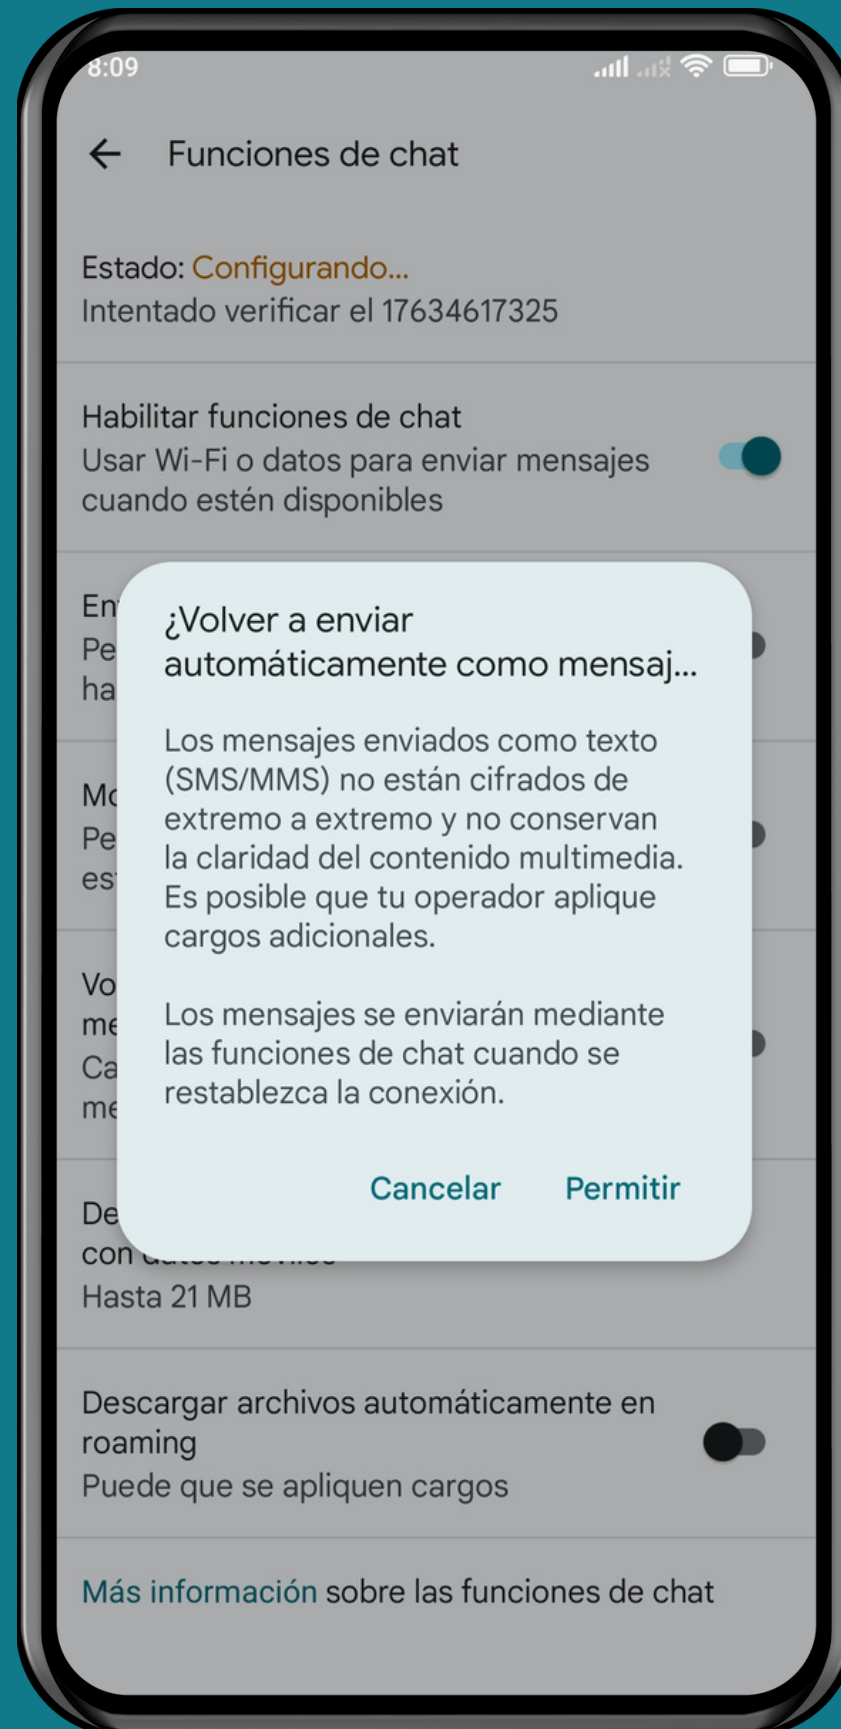 8:09
Funciones de chat
Estado: Configurando...
Intentado verificar el 17634617325
Habilitar funciones de chat
Usar Wi-Fi o datos para enviar mensajes
cuando estén disponibles
¿Volver a enviar
automáticamente como mensaj...
Los mensajes enviados como texto
(SMS/MMS) no están cifrados de
extremo a extremo y no conservan
la claridad del contenido multimedia.
Es posible que tu operador aplique
cargos adicionales.
Los mensajes se enviarán mediante
las funciones de chat cuando se
restablezca la conexión.
Cancelar Permitir
con datos móviles
Hasta 21 MB
Descargar archivos automáticamente en
roaming
Puede que se apliquen cargos
Más información sobre las funciones de chat